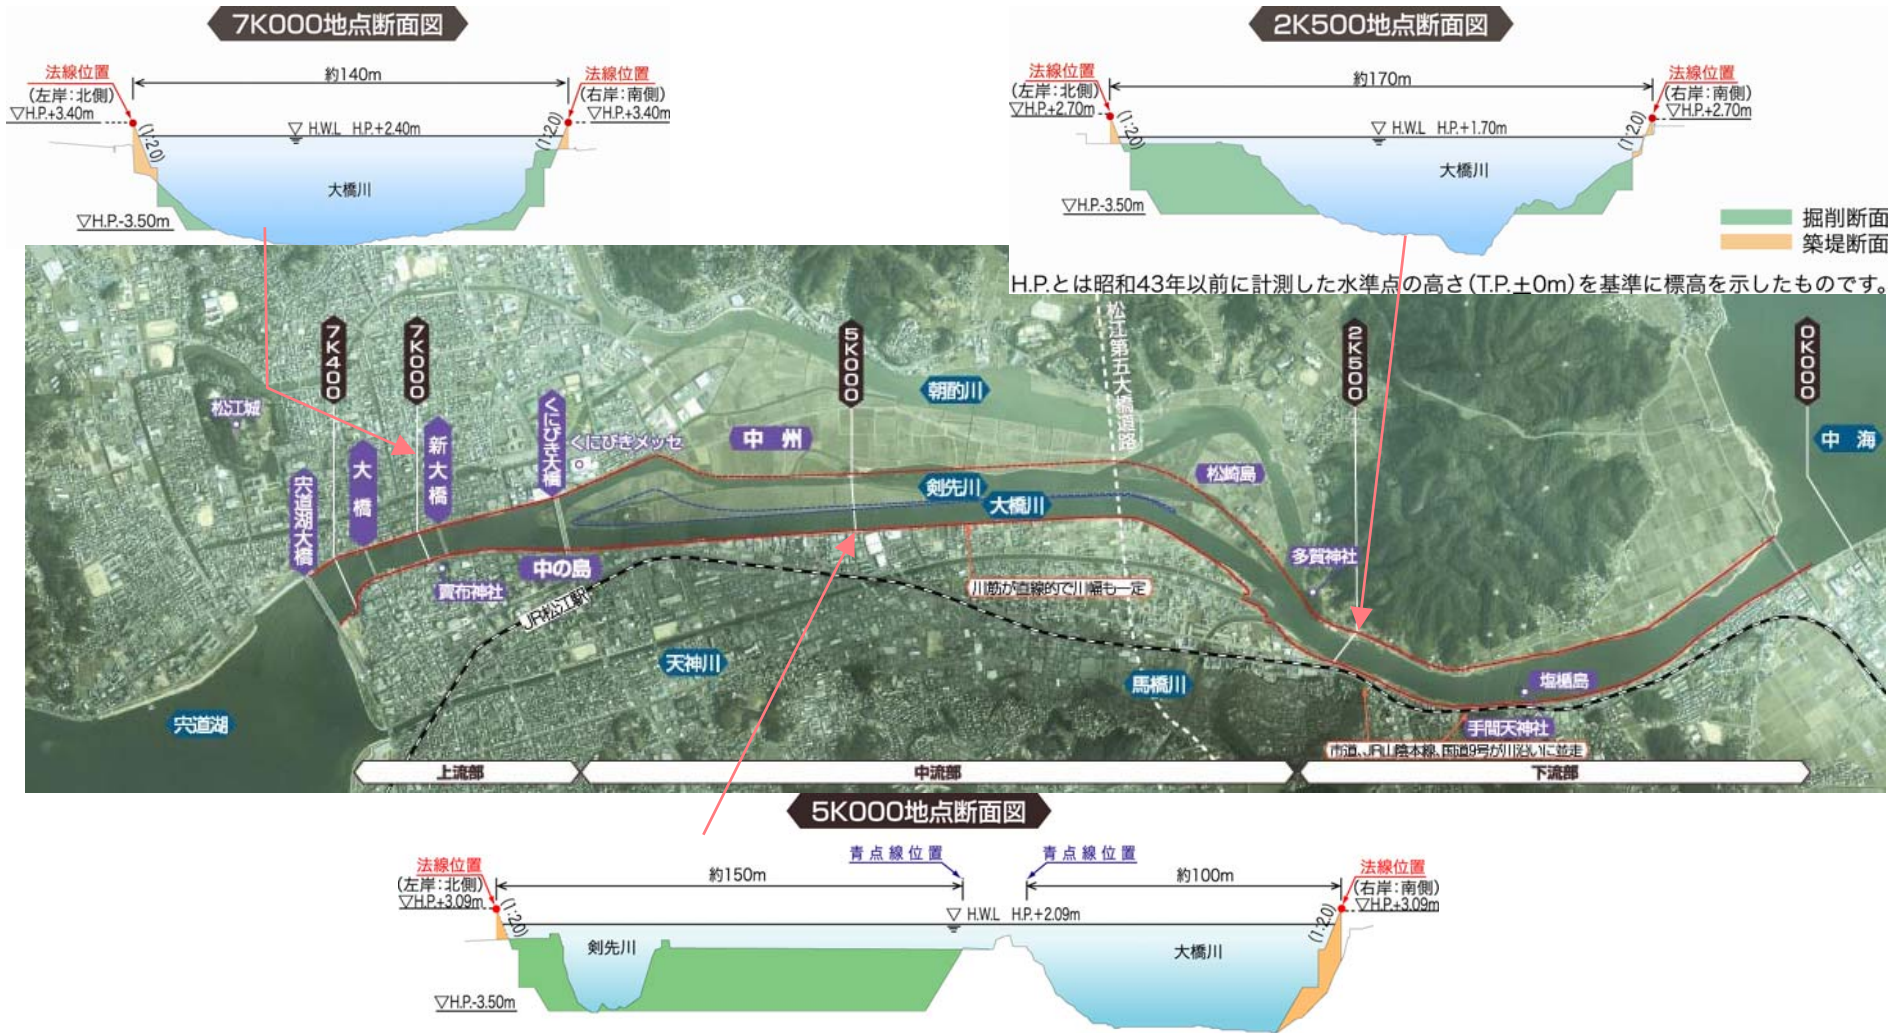 7K000地点断面図
法線位置
(左岸:北側)
▽H.P.+3.40m
約140m
法線位置
(右岸:南側)
▽H.P.+3.40m
(1:2.0)
▽ H.W.L H.P.+2.40m
(1:2.0)
大橋川
▽H.P.-3.50m
2K500地点断面図
法線位置
(左岸:北側)
▽H.P.+2.70m
約170m
法線位置
(右岸:南側)
▽H.P.+2.70m
(1:2.0)
▽ H.W.L H.P.+1.70m
(1:2.0)
大橋川
▽H.P.-3.50m
掘削断面
築堤断面
H.P.とは昭和43年以前に計測した水準点の高さ(T.P.±0m)を基準に標高を示したものです。
7K400
7K000
5K000
松江第五大橋道路
2K500
0K000
松江城
宍道湖大橋
大橋
新大橋
くにびき大橋
くにびきメッセ
中州
朝酌川
剣先川
大橋川
松崎島
中海
多賀神社
賣布神社
中の島
JR松江駅
川筋が直線的で川幅も一定
天神川
馬橋川
塩楯島
手間天神社
宍道湖
市道、JR山陰本線、国道9号が川沿いに並走
上流部
中流部
下流部
5K000地点断面図
法線位置
(左岸:北側)
▽H.P.+3.09m
約150m
青点線位置
青点線位置
約100m
法線位置
(右岸:南側)
▽H.P.+3.09m
(1:2.0)
▽ H.W.L H.P.+2.09m
(1:2.0)
剣先川
大橋川
▽H.P.-3.50m